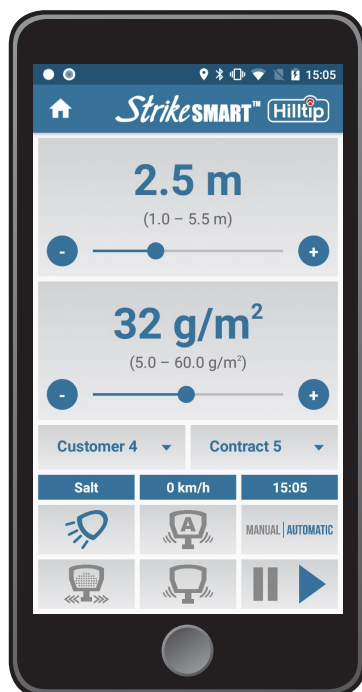 15:05
StrikeSMART™ Hilltip
2.5 m
(1.0 – 5.5 m)
- +
32 g/m²
(5.0 – 60.0 g/m²)
- +
Customer 4 Contract 5
Salt 0 km/h 15:05
A MANUAL | AUTOMATIC